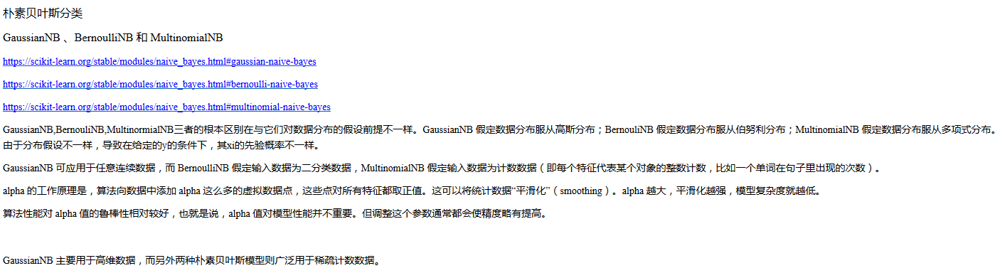 朴素贝叶斯分类
GaussianNB 、BernoulliNB 和 MultinomialNB
https://scikit-learn.org/stable/modules/naive_bayes.html#gaussian-naive-bayes
https://scikit-learn.org/stable/modules/naive_bayes.html#bernoulli-naive-bayes
https://scikit-learn.org/stable/modules/naive_bayes.html#multinomial-naive-bayes
GaussianNB,BernouliNB,MultinormialNB三者的根本区别在与它们对数据分布的假设前提不一样。GaussianNB 假定数据分布服从高斯分布；BernouliNB 假定数据分布服从伯努利分布；MultinomialNB 假定数据分布服从多项式分布。
由于分布假设不一样，导致在给定的y的条件下，其xi的先验概率不一样。
GaussianNB 可应用于任意连续数据，而 BernoulliNB 假定输入数据为二分类数据，MultinomialNB 假定输入数据为计数数据（即每个特征代表某个对象的整数计数，比如一个单词在句子里出现的次数）。
alpha 的工作原理是，算法向数据中添加 alpha 这么多的虚拟数据点，这些点对所有特征都取正值。这可以将统计数据“平滑化”（smoothing）。alpha 越大，平滑化越强，模型复杂度就越低。
算法性能对 alpha 值的鲁棒性相对较好，也就是说，alpha 值对模型性能并不重要。但调整这个参数通常都会使精度略有提高。
GaussianNB 主要用于高维数据，而另外两种朴素贝叶斯模型则广泛用于稀疏计数数据。